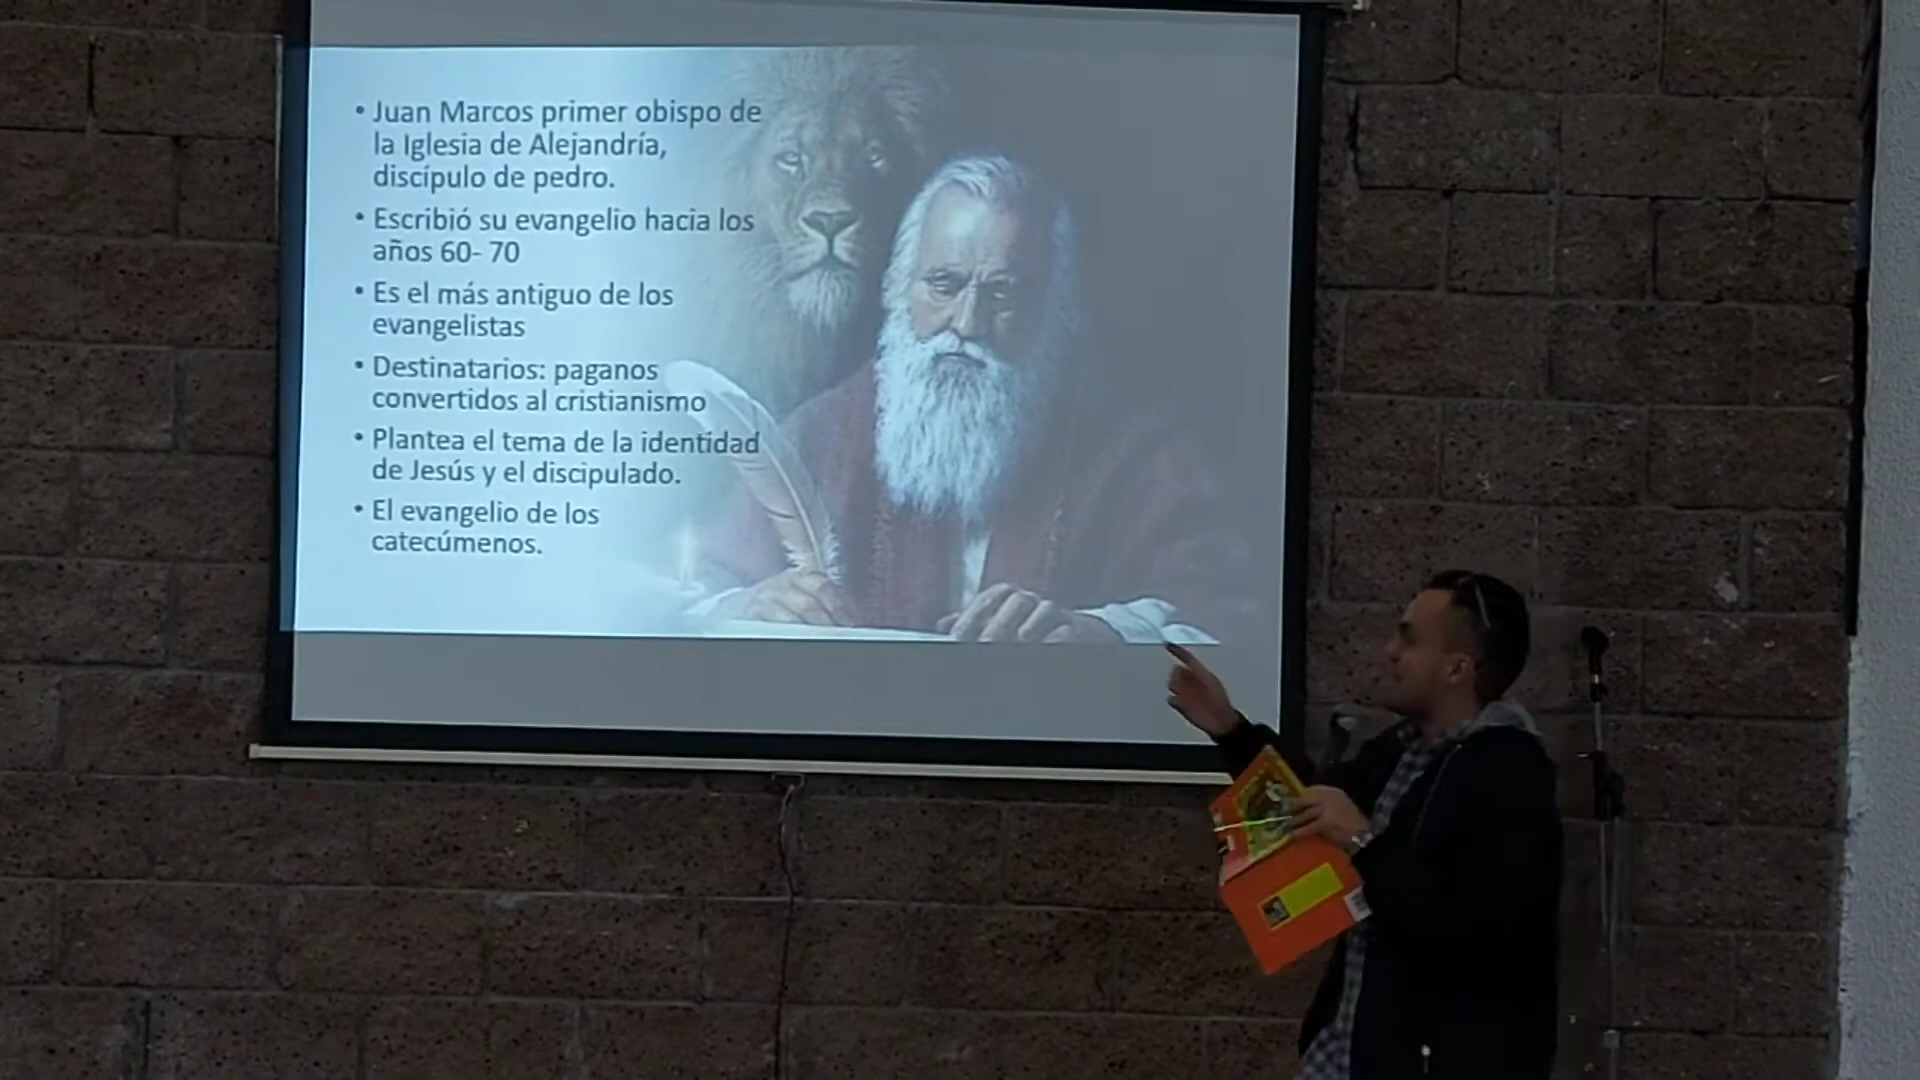 • Juan Marcos primer obispo de
la Iglesia de Alejandría,
discípulo de pedro.
• Escribió su evangelio hacia los
años 60- 70
• Es el más antiguo de los
evangelistas
• Destinatarios: paganos
convertidos al cristianismo
• Plantea el tema de la identidad
de Jesús y el discipulado.
• El evangelio de los
catecúmenos.